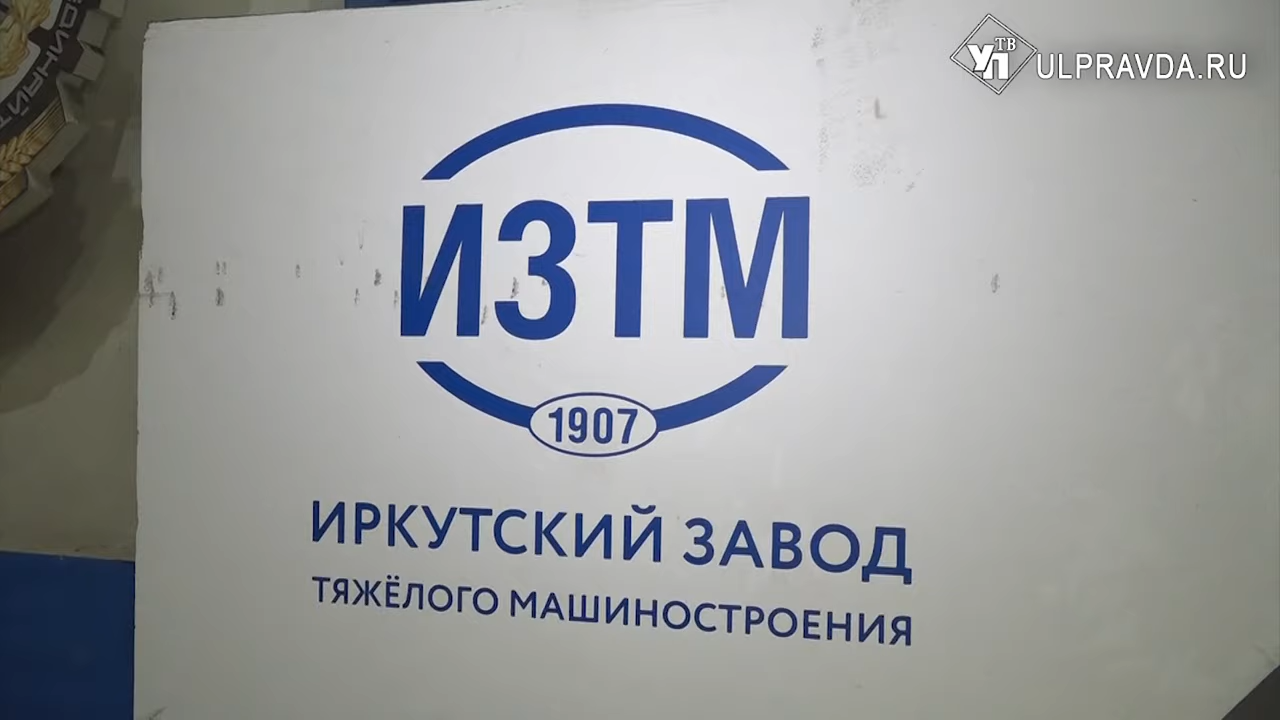 ТВ
УП
ULPRAVDA.RU
ИЗТМ
1907
ИРКУТСКИЙ ЗАВОД
ТЯЖЁЛОГО МАШИНОСТРОЕНИЯ